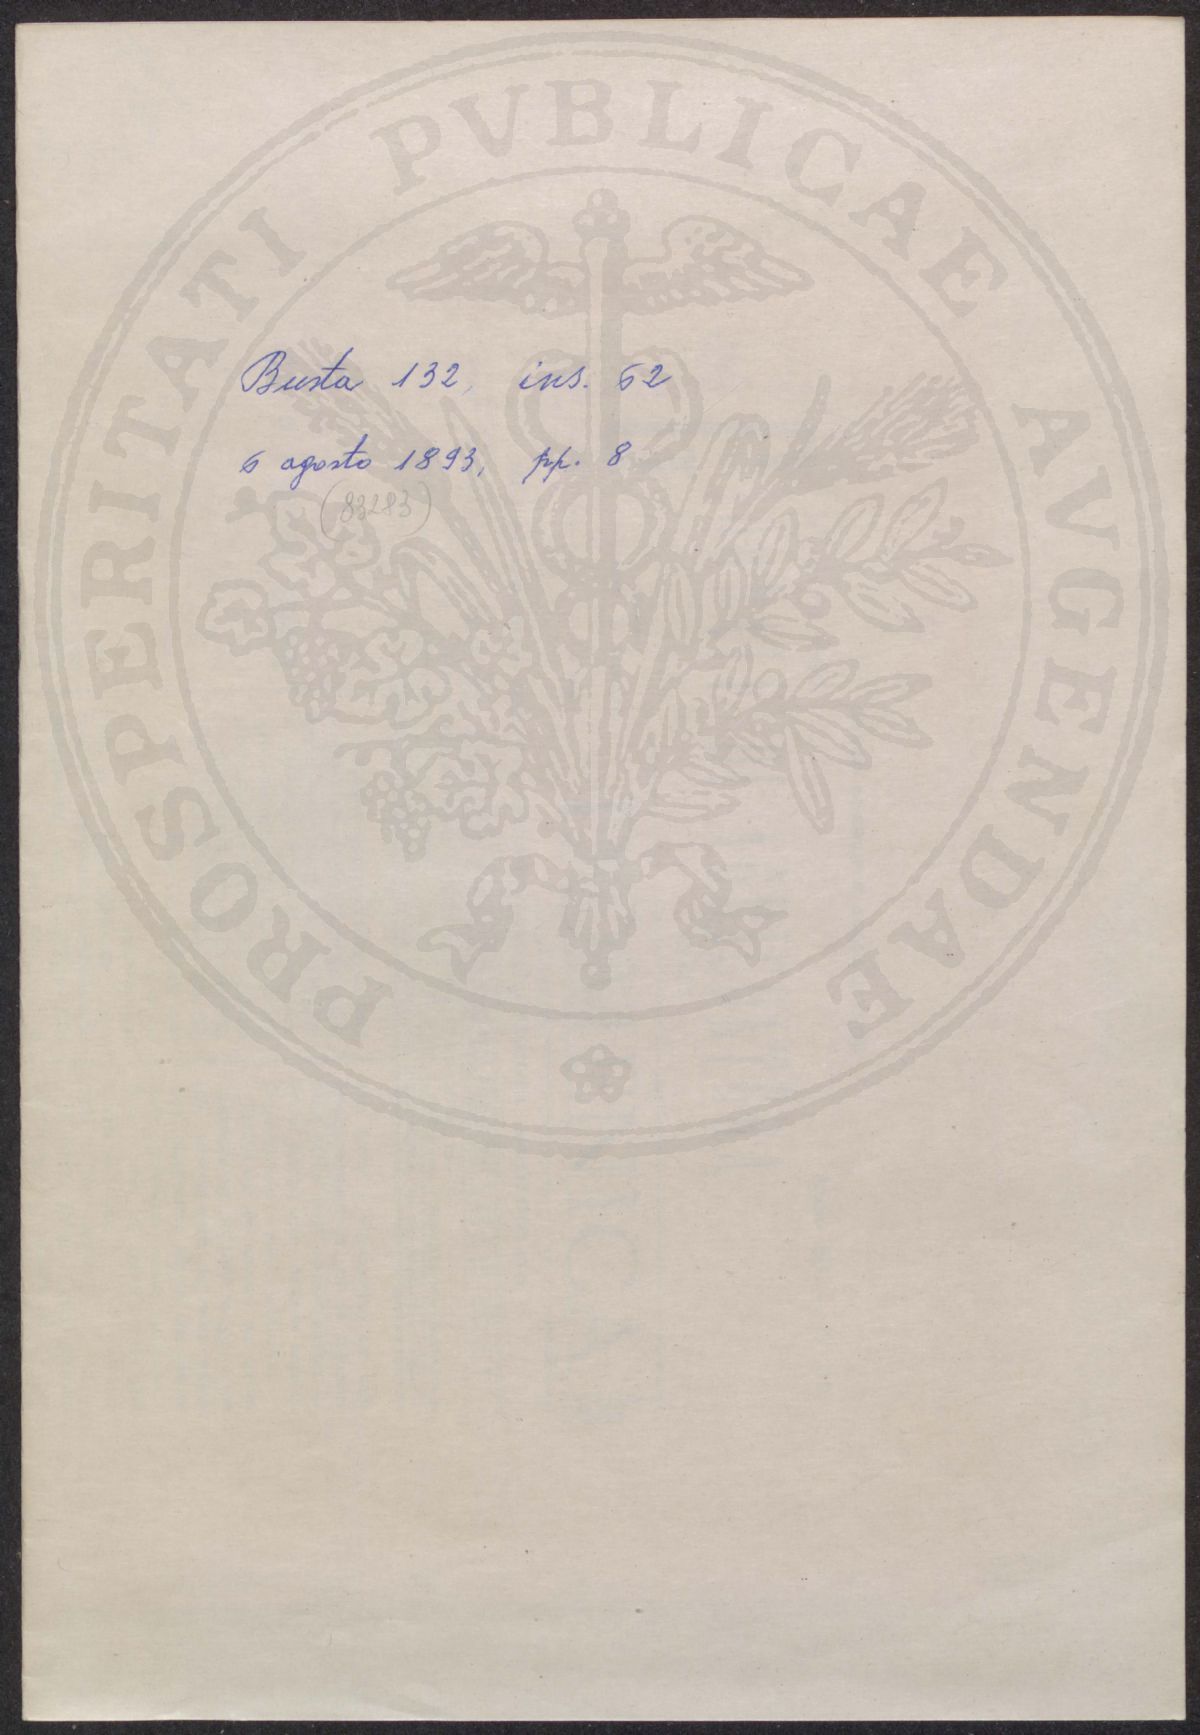 PROSPERITATI PVBLICAE AVGENDAE
Busta 132, ins. 62
6 agosto 1893, pp. 8
(83283)